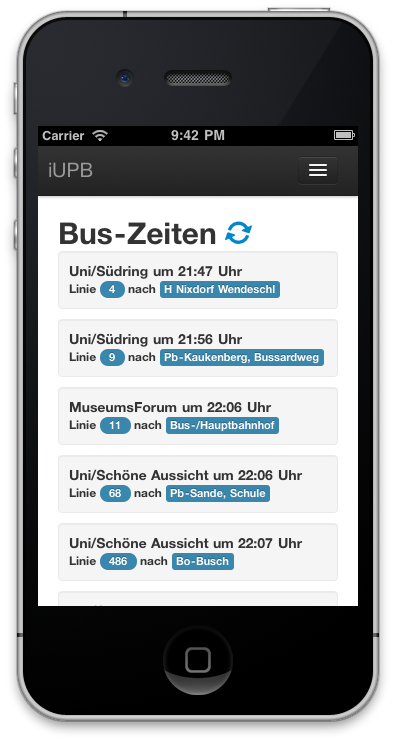 Carrier 9:42 PM
iUPB
Bus-Zeiten
Uni/Südring um 21:47 Uhr
Linie 4 nach H Nixdorf Wendeschl
Uni/Südring um 21:56 Uhr
Linie 9 nach Pb-Kaukenberg, Bussardweg
MuseumsForum um 22:06 Uhr
Linie 11 nach Bus-/Hauptbahnhof
Uni/Schöne Aussicht um 22:06 Uhr
Linie 68 nach Pb-Sande, Schule
Uni/Schöne Aussicht um 22:07 Uhr
Linie 486 nach Bo-Busch